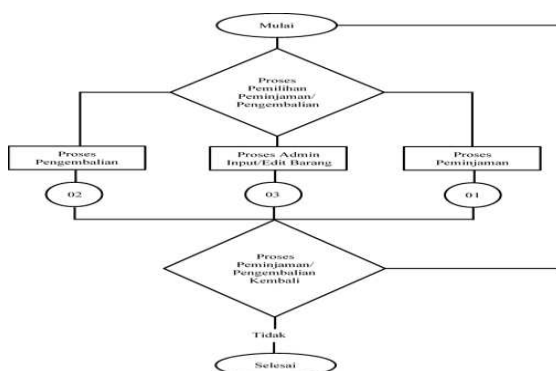 Mulai
Proses
Pemilihan
Peminjaman/
Pengembalian
Proses
Pengembalian
Proses Admin
Input/Edit Barang
Proses
Peminjaman
02
03
01
Proses
Peminjaman/
Pengembalian
Kembali
Tidak
Selesai